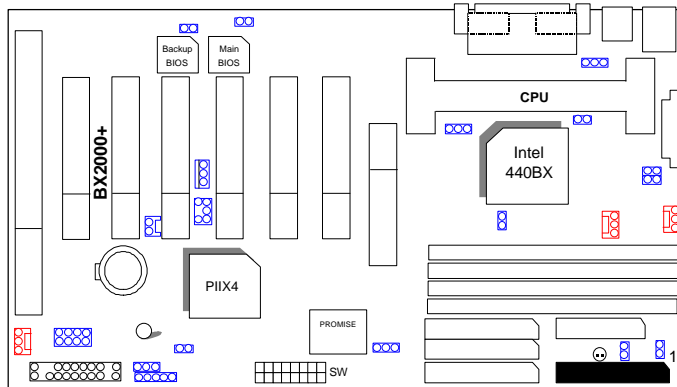 Backup
BIOS
Main
BIOS
CPU
BX2000+
Intel
440BX
PIIX4
PROMISE
SW
1